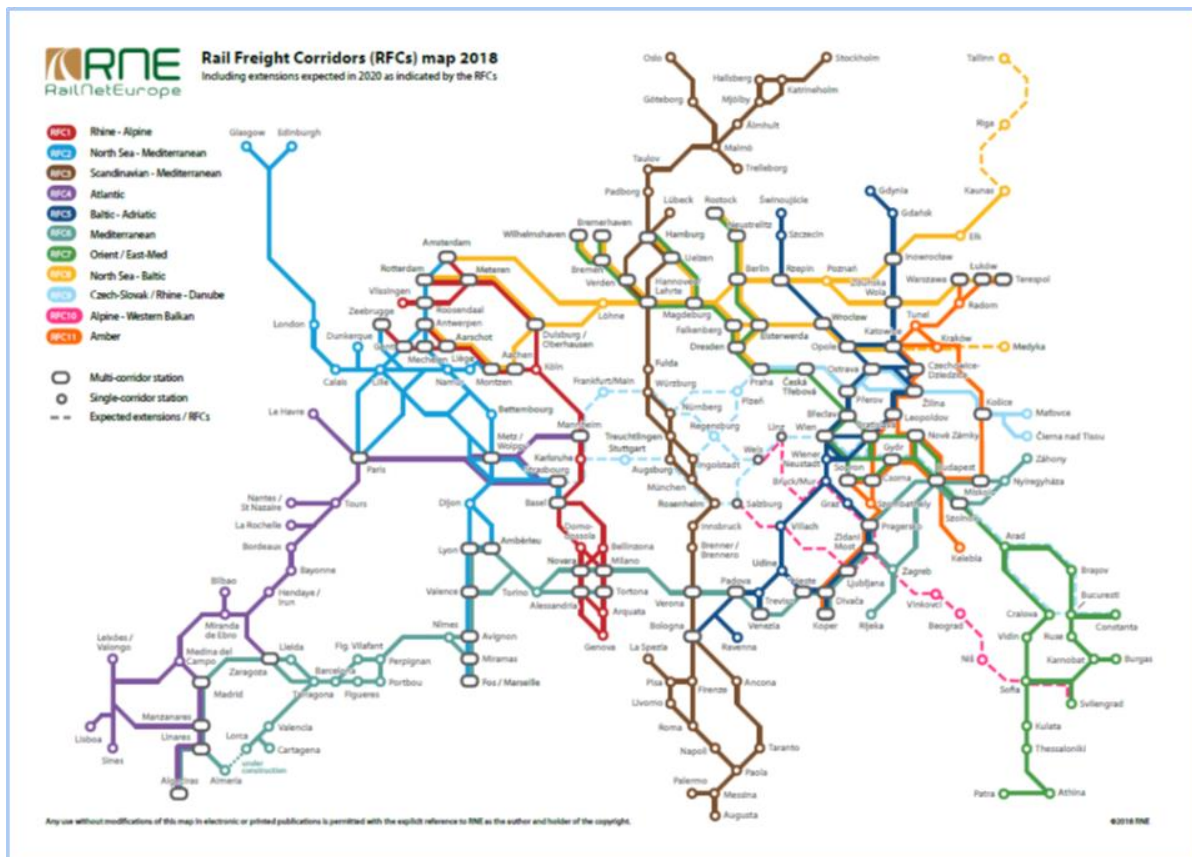 RNE
RailNetEurope
Rail Freight Corridors (RFCs) map 2018
Including extensions expected in 2020 as indicated by the RFCs
RFC1 Rhine - Alpine
RFC2 North Sea - Mediterranean
RFC3 Scandinavian - Mediterranean
RFC4 Atlantic
RFC5 Baltic - Adriatic
RFC6 Mediterranean
RFC7 Orient / East-Med
RFC8 North Sea - Baltic
RFC9 Czech-Slovak / Rhine - Danube
RFC10 Alpine - Western Balkan
RFC11 Amber
Multi-corridor station
Single-corridor station
Expected extensions / RFCs
Oslo
Stockholm
Hallsberg
Katrineholm
Göteborg
Mjölby
Älmhult
Malmö
Trelleborg
Taulov
Padborg
Tallinn
Riga
Kaunas
Glasgow
Edinburgh
London
Lübeck
Rostock
Świnoujście
Gdynia
Gdańsk
Bremerhaven
Wilhelmshaven
Bremen
Verden
Hamburg
Uelzen
Neustrelitz
Szczecin
Ełk
Inowrocław
Amsterdam
Rotterdam
Meteren
Vlissingen
Zeebrugge
Roosendaal
Antwerpen
Dunkerque
Gent
Aarschot
Mechelen
Liège
Calais
Lille
Namur
Montzen
Aachen
Duisburg /
Oberhausen
Köln
Löhne
Hannover
Lehrte
Magdeburg
Berlin
Rzepin
Poznań
Zduńska
Wola
Warszawa
Łuków
Terespol
Radom
Tunel
Kraków
Medyka
Falkenberg
Elsterwerda
Dresden
Wrocław
Opole
Katowice
Czechowice-
Dziedzice
Praha
Česká
Třebová
Ostrava
Přerov
Žilina
Košice
Maťovce
Čierna nad Tisou
Fulda
Frankfurt/Main
Würzburg
Nürnberg
Plzeň
Regensburg
Břeclav
Leopoldov
Bratislava
Nové Zámky
Le Havre
Bettembourg
Metz /
Woippy
Mannheim
Karlsruhe
Stuttgart
Treuchtlingen
Augsburg
Ingolstadt
München
Rosenheim
Linz
Wels
Salzburg
Wien
Wiener
Neustadt
Sopron
Győr
Csorna
Budapest
Miskolc
Záhony
Nyíregyháza
Paris
Strasbourg
Basel
Dijon
Bruck/Mur
Graz
Szombathely
Szolnok
Kelebia
Nantes /
St Nazaire
Tours
La Rochelle
Bordeaux
Bayonne
Hendaye /
Irun
Bilbao
Miranda
de Ebro
Ambérieu
Lyon
Valence
Torino
Domo-
dossola
Bellinzona
Novara
Milano
Alessandria
Tortona
Arquata
Genova
Innsbruck
Brenner /
Brennero
Verona
Bologna
Padova
Villach
Udine
Treviso
Venezia
Ravenna
Trieste
Koper
Divača
Ljubljana
Zidani
Most
Pragersko
Zagreb
Rijeka
Vinkovci
Beograd
Niš
Arad
Brașov
Bucuresti
Craiova
Constanta
Vidin
Ruse
Karnobat
Burgas
Sofia
Svilengrad
Kulata
Thessaloniki
Patra
Athina
Leixões /
Valongo
Medina del
Campo
Madrid
Zaragoza
Lleida
Fig. Vilafant
Barcelona
Perpignan
Tarragona
Figueres
Portbou
Nîmes
Avignon
Miramas
Fos / Marseille
La Spezia
Pisa
Livorno
Firenze
Ancona
Roma
Napoli
Taranto
Paola
Palermo
Messina
Augusta
Lisboa
Sines
Manzanares
Linares
Algeciras
Almería
Lorca
Valencia
Cartagena
under
construction
Any use without modifications of this map in electronic or printed publications is permitted with the explicit reference to RNE as the author and holder of the copyright.
©2018 RNE